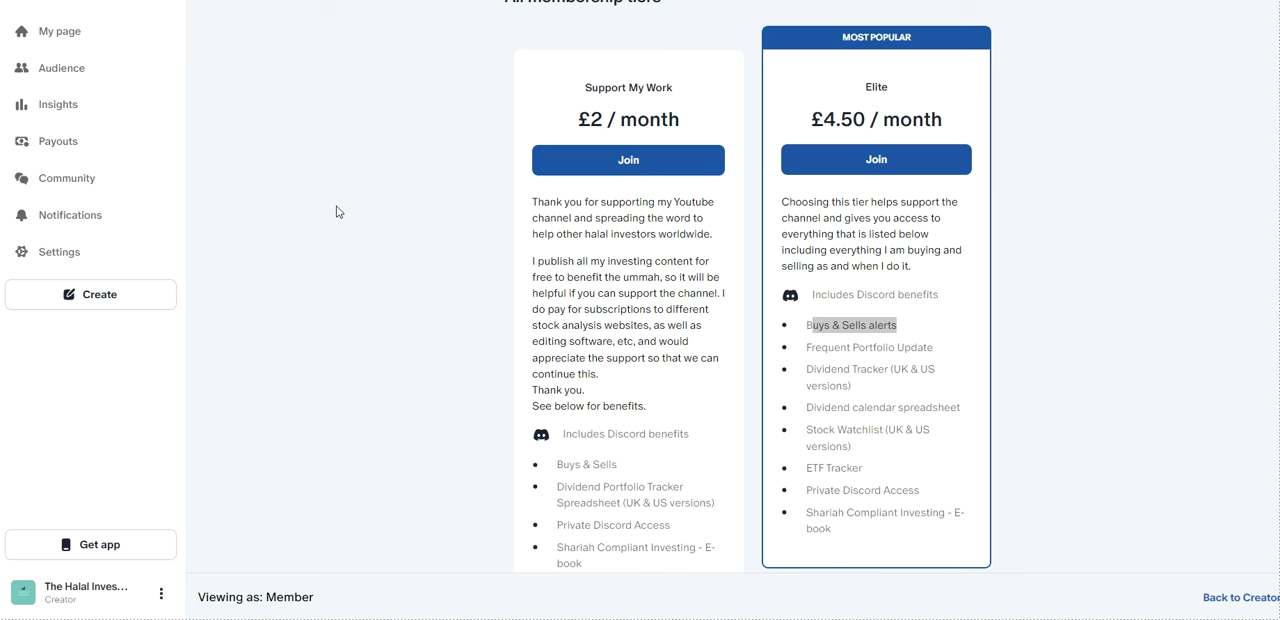 All membership tiers
My page
Audience
Insights
Payouts
Community
Notifications
Settings
Create
Get app
The Halal Inves...
Creator
Support My Work
£2 / month
Join
Thank you for supporting my Youtube
channel and spreading the word to
help other halal investors worldwide.
I publish all my investing content for
free to benefit the ummah, so it will be
helpful if you can support the channel. I
do pay for subscriptions to different
stock analysis websites, as well as
editing software, etc, and would
appreciate the support so that we can
continue this.
Thank you.
See below for benefits.
Includes Discord benefits
• Buys & Sells
• Dividend Portfolio Tracker
Spreadsheet (UK & US versions)
• Private Discord Access
• Shariah Compliant Investing - E-
book
MOST POPULAR
Elite
£4.50 / month
Join
Choosing this tier helps support the
channel and gives you access to
everything that is listed below
including everything I am buying and
selling as and when I do it.
Includes Discord benefits
• Buys & Sells alerts
• Frequent Portfolio Update
• Dividend Tracker (UK & US
versions)
• Dividend calendar spreadsheet
• Stock Watchlist (UK & US
versions)
• ETF Tracker
• Private Discord Access
• Shariah Compliant Investing - E-
book
Viewing as: Member
Back to Creator